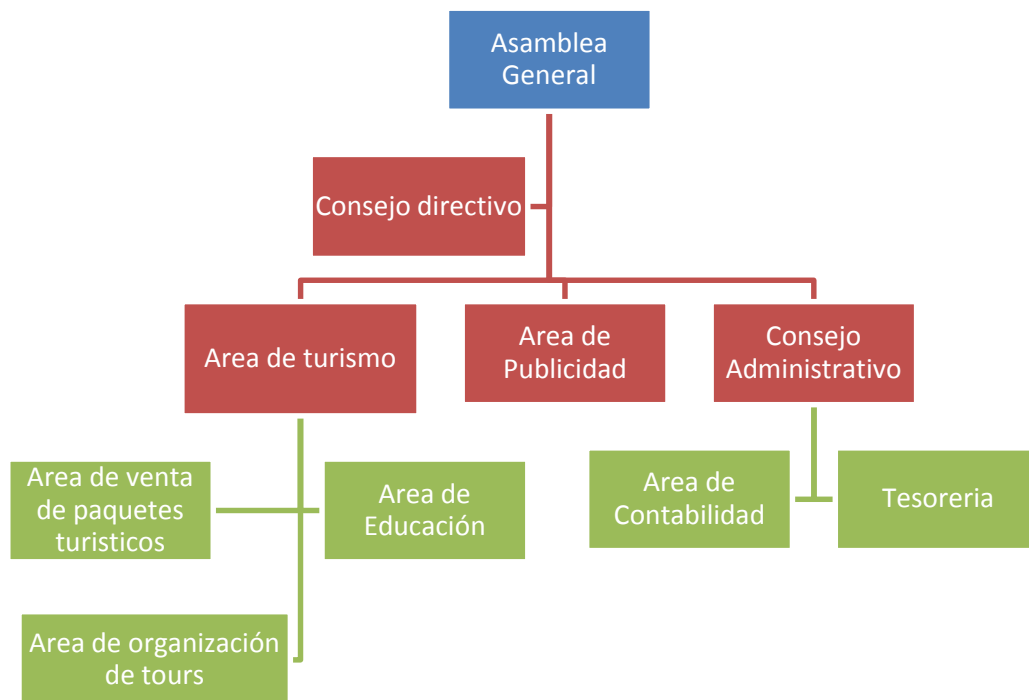 Asamblea
General
Consejo directivo
Area de turismo
Area de
Publicidad
Consejo
Administrativo
Area de venta
de paquetes
turisticos
Area de
Educación
Area de
Contabilidad
Tesoreria
Area de organización
de tours